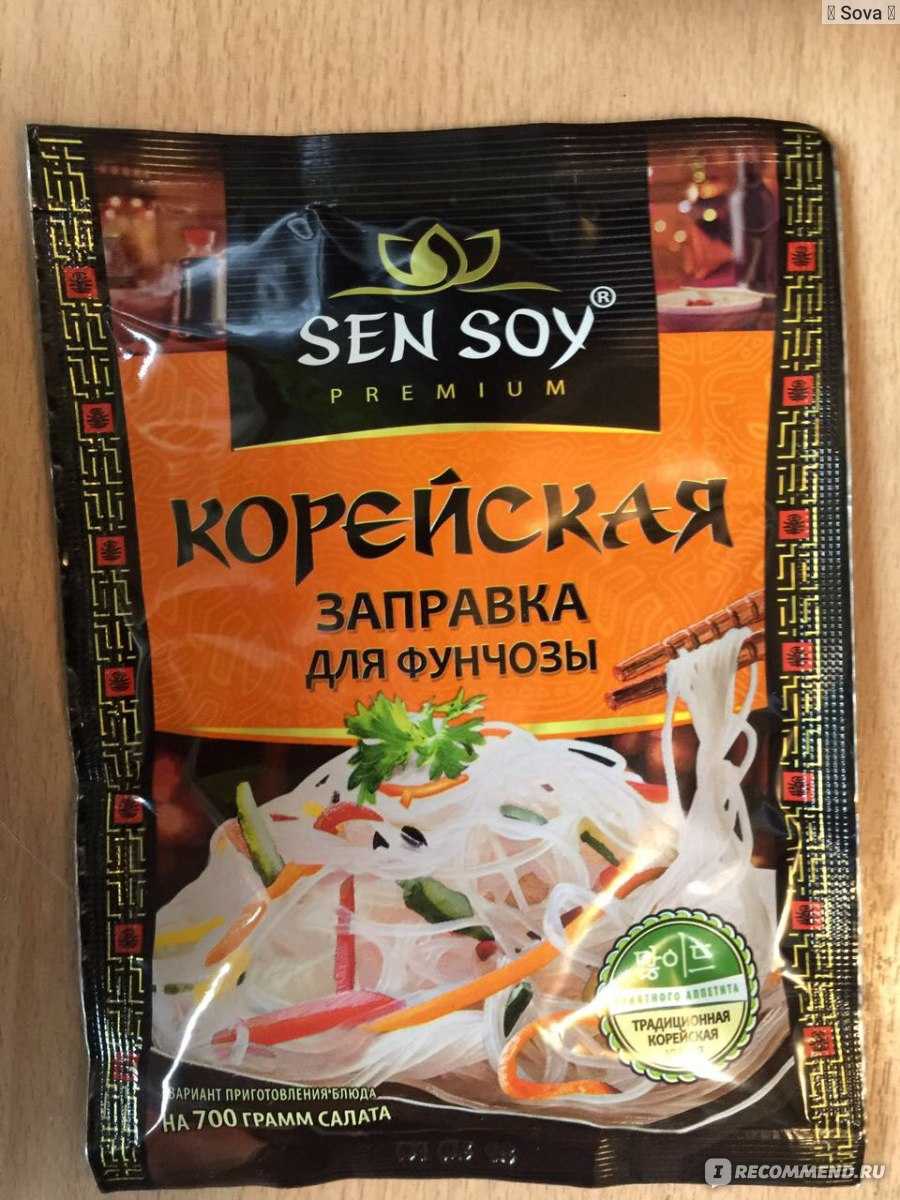 Sova
SEN SOY®
PREMIUM
КОРЕЙСКАЯ
ЗАПРАВКА
ДЛЯ ФУНЧОЗЫ
АППЕТИТА
ТРАДИЦИОННАЯ
КОРЕЙСКАЯ
ВАРИАНТ ПРИГОТОВЛЕНИЯ БЛЮДА
НА 700 ГРАММ САЛАТА
I RECOMMEND.RU